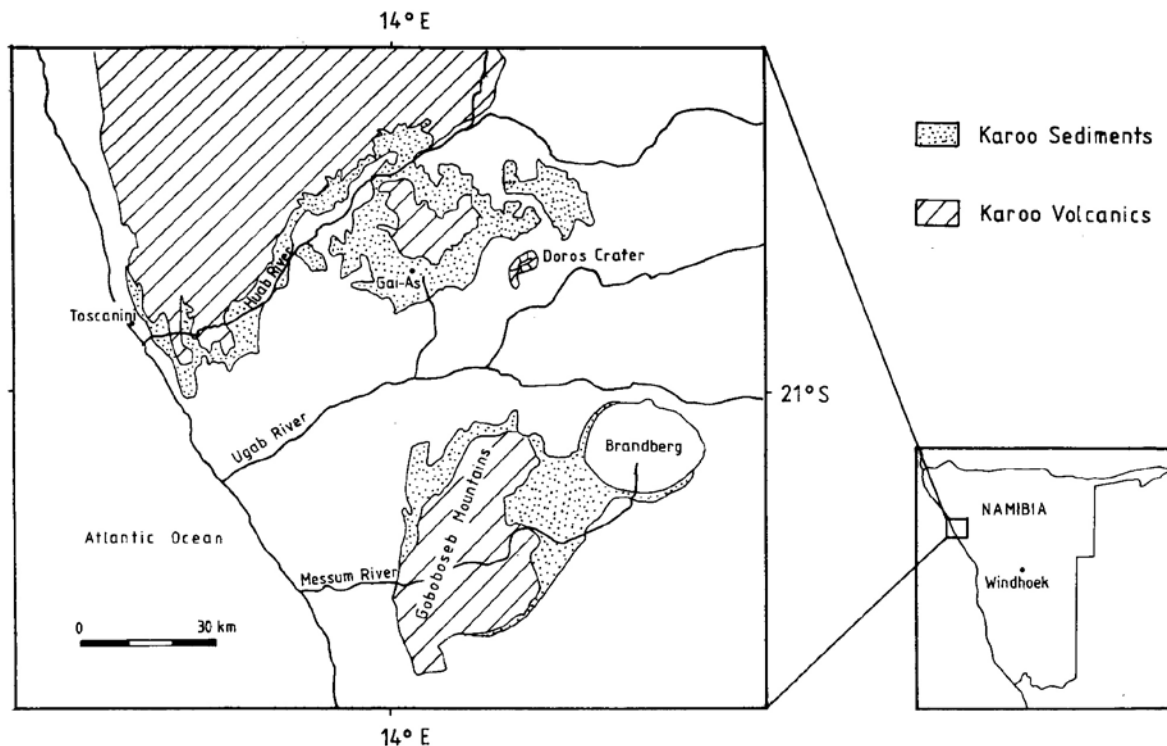 14° E
Karoo Sediments
Karoo Volcanics
Huab River
Doros Crater
Gai-As
Toscanini
21° S
Ugab River
Brandberg
Goboboseb Mountains
NAMIBIA
Atlantic Ocean
Messum River
Windhoek
0 30 km
14° E